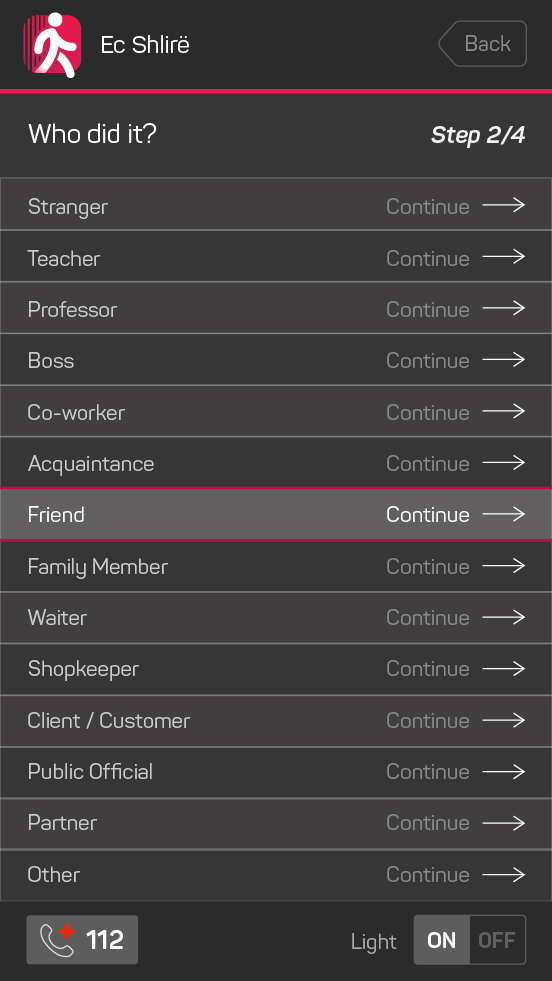 Ec Shlirë Back
Who did it? Step 2/4
Stranger Continue
Teacher Continue
Professor Continue
Boss Continue
Co-worker Continue
Acquaintance Continue
Friend Continue
Family Member Continue
Waiter Continue
Shopkeeper Continue
Client / Customer Continue
Public Official Continue
Partner Continue
Other Continue
112 Light ON OFF